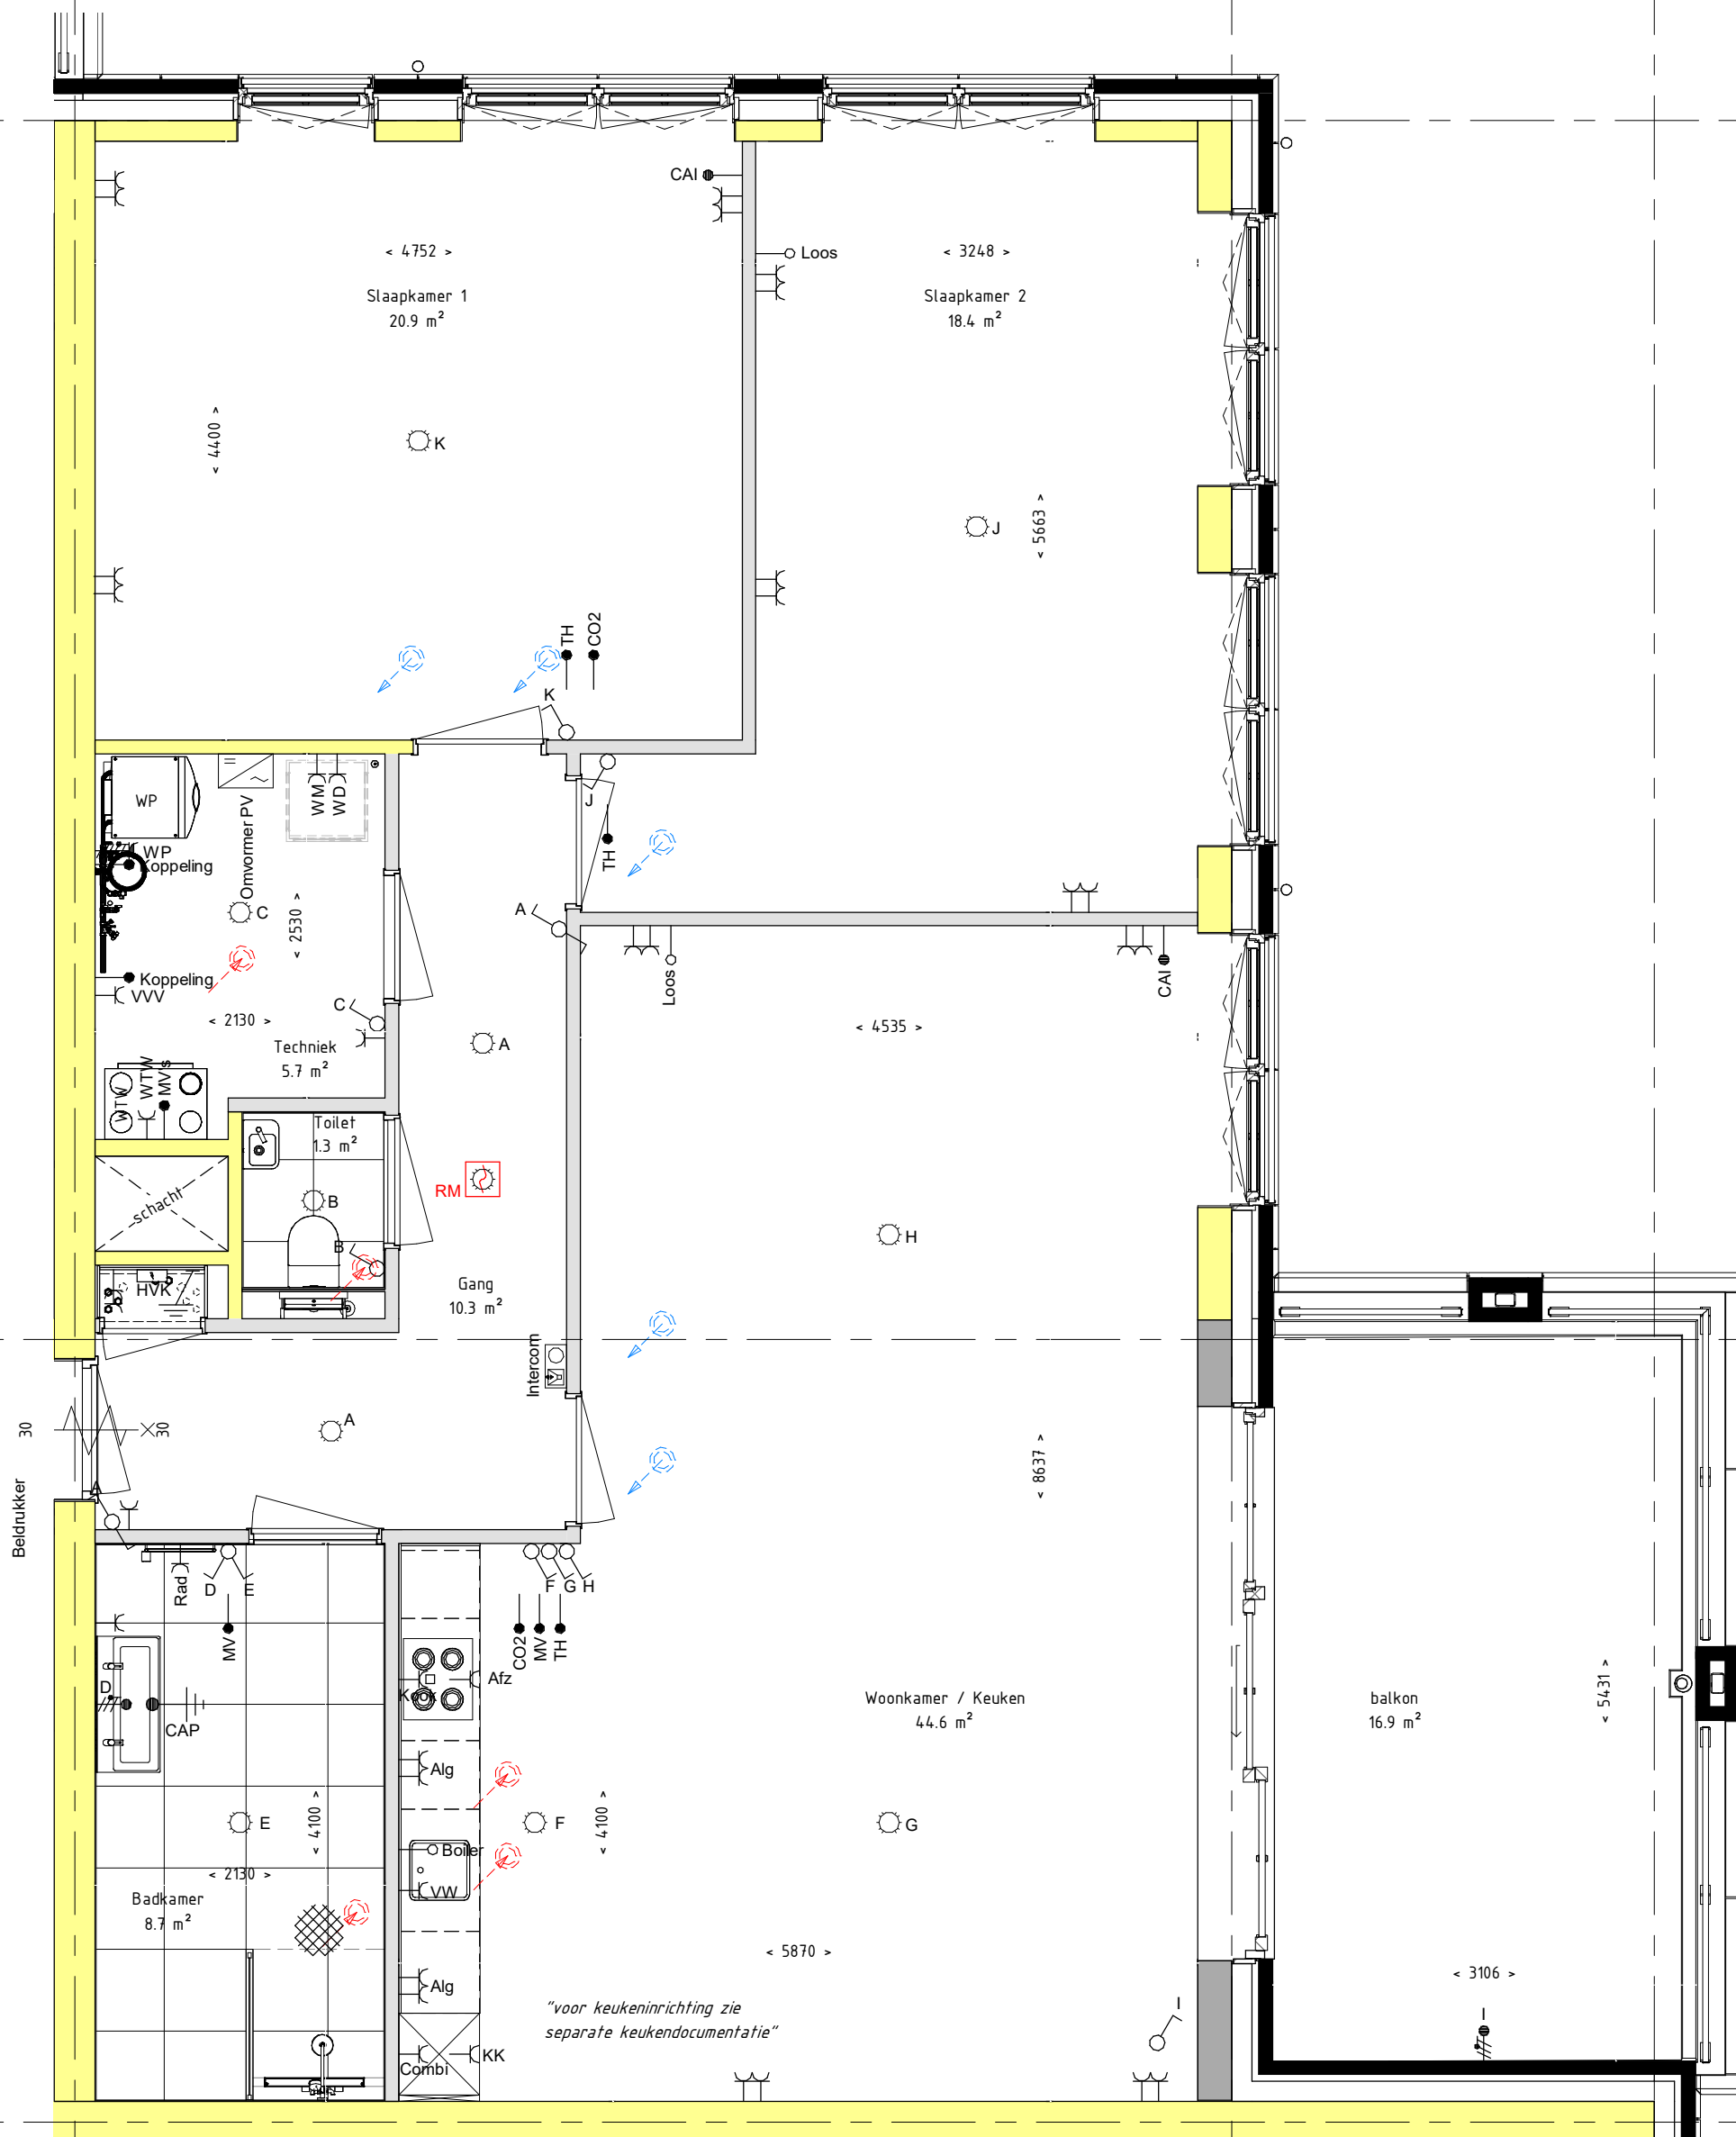 CAI
< 4752 >
Loos
< 3248 >
Slaapkamer 1
20.9 m²
Slaapkamer 2
18.4 m²
< 4400 >
K
< 5663 >
J
TH
CO2
K
WP
WM
WD
J
Omvormer PV
WP
Koppeling
TH
C
< 2530 >
A
Koppeling
VVV
Loos
CAI
C
< 2130 >
< 4535 >
Techniek
5.7 m²
A
WTW
WTW
MVs
Toilet
1.3 m²
RM
schacht
B
B
H
HVK
Gang
10.3 m²
Intercom
A
30
30
< 8637 >
Beldrukker
A
Rad
D
E
F
G
H
MV
CO2
MV
TH
D
CAP
Kook
Afz
Woonkamer / Keuken
44.6 m²
balkon
16.9 m²
< 5431 >
Alg
E
< 4100 >
F
< 4100 >
G
Boiler
< 2130 >
VW
Badkamer
8.7 m²
< 5870 >
< 3106 >
Alg
"voor keukeninrichting zie
separate keukendocumentatie"
I
I
KK
Combi